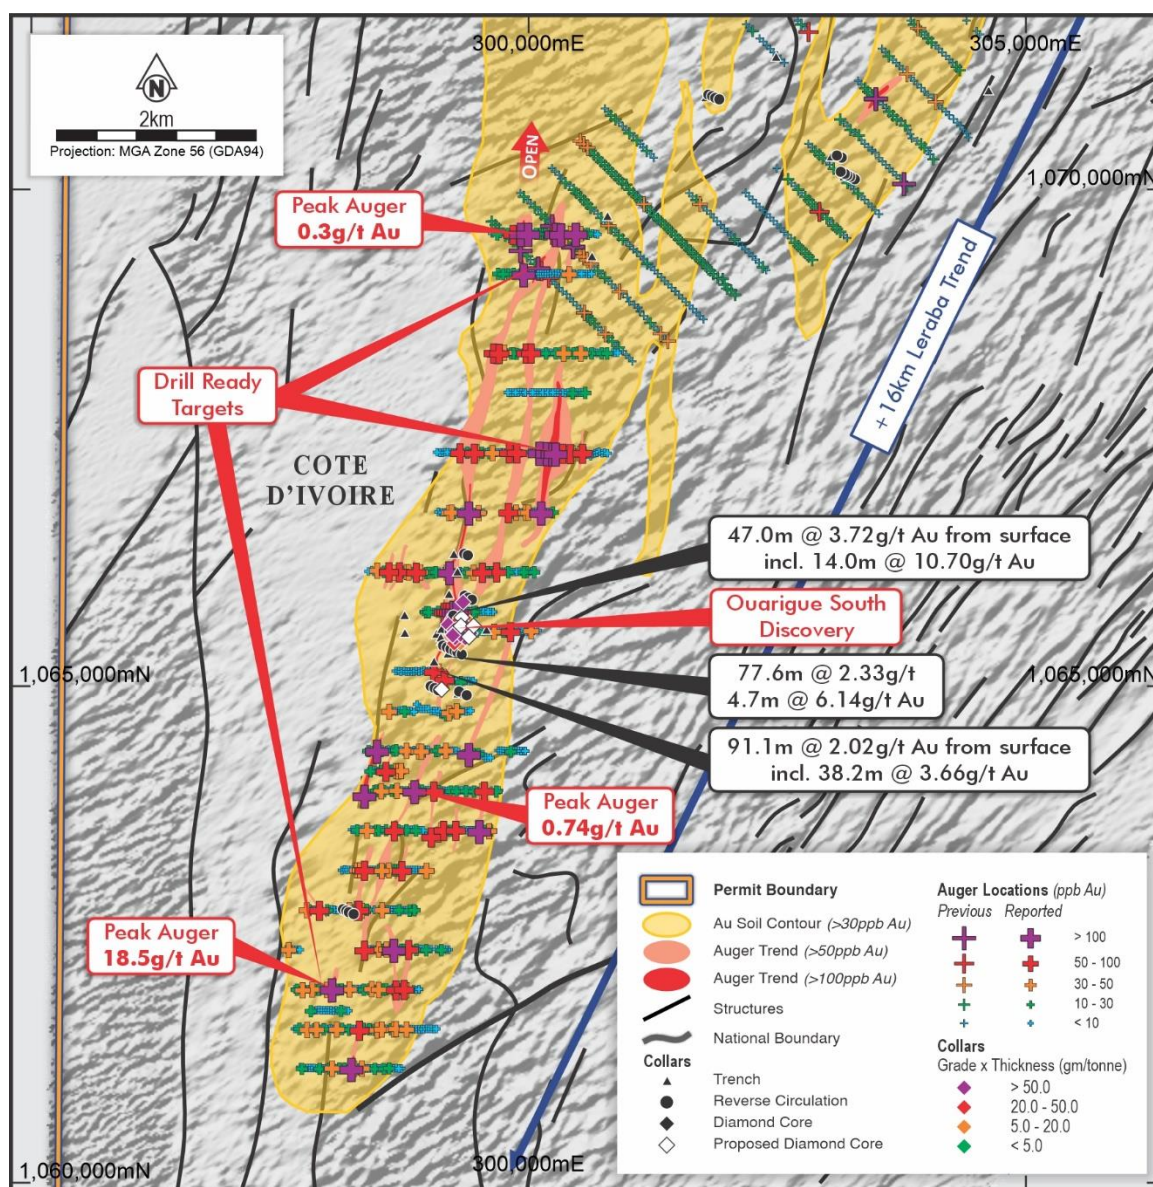 300,000mE
305,000mE
N
2km
Projection: MGA Zone 56 (GDA94)
OPEN
1,070,000mN
Peak Auger
0.3g/t Au
+16km Leraba Trend
Drill Ready
Targets
COTE
D'IVOIRE
47.0m @ 3.72g/t Au from surface
incl. 14.0m @ 10.70g/t Au
Ouarigue South
Discovery
1,065,000mN
1,065,000mN
77.6m @ 2.33g/t
4.7m @ 6.14g/t Au
91.1m @ 2.02g/t Au from surface
incl. 38.2m @ 3.66g/t Au
Peak Auger
0.74g/t Au
Peak Auger
18.5g/t Au
Permit Boundary
Au Soil Contour (>30ppb Au)
Auger Trend (>50ppb Au)
Auger Trend (>100ppb Au)
Structures
National Boundary
Collars
Trench
Reverse Circulation
Diamond Core
Proposed Diamond Core
Auger Locations (ppb Au)
Previous Reported
> 100
50 - 100
30 - 50
10 - 30
< 10
Collars
Grade x Thickness (gm/tonne)
> 50.0
20.0 - 50.0
5.0 - 20.0
< 5.0
1,060,000mN
300,000mE